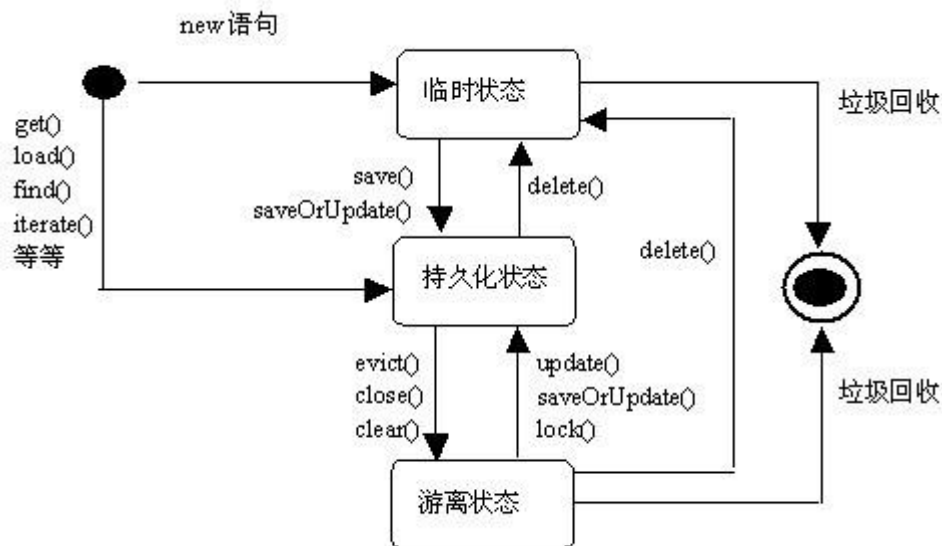 new语句
临时状态
垃圾回收
get()
load()
find()
iterate()
等等
save()
saveOrUpdate()
delete()
delete()
持久化状态
evict()
close()
clear()
update()
saveOrUpdate()
lock()
垃圾回收
游离状态